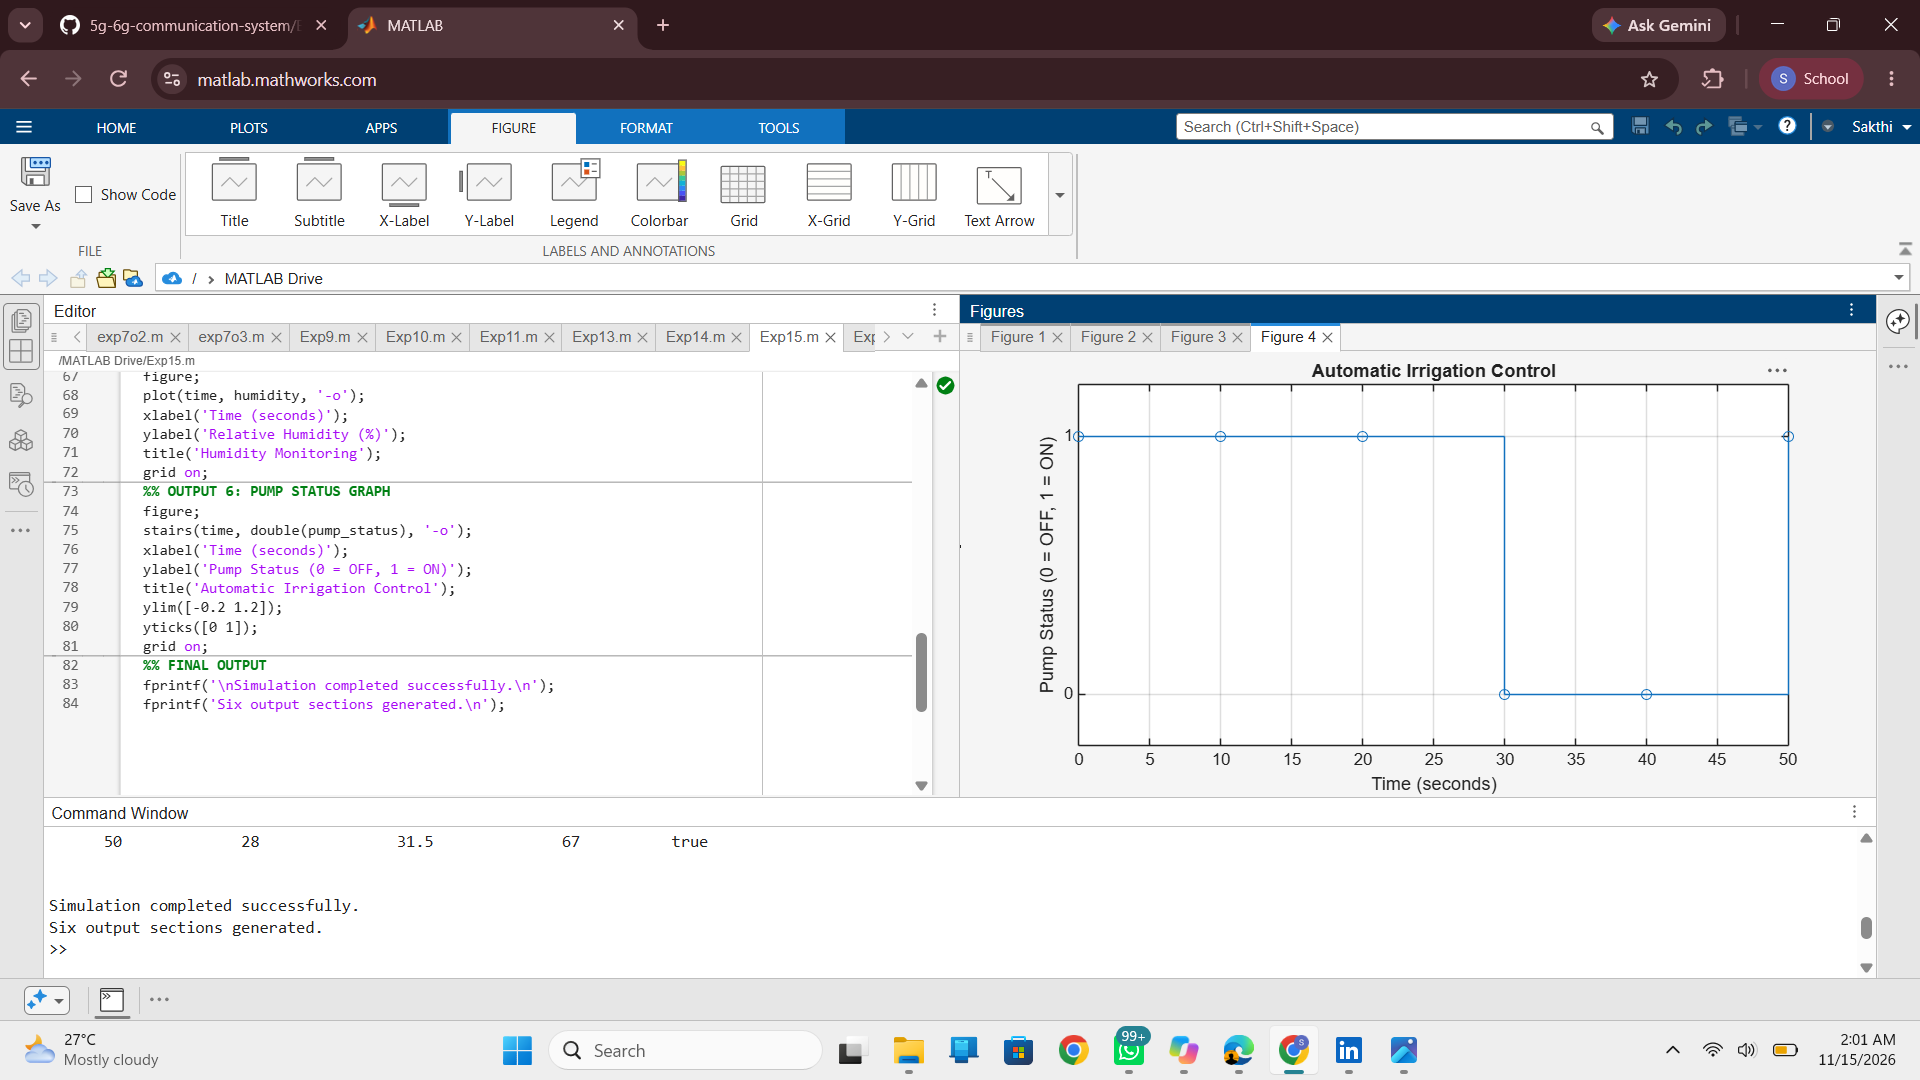 5g-6g-communication-system/
MATLAB
Ask Gemini
matlab.mathworks.com
S School
HOME PLOTS APPS FIGURE FORMAT TOOLS
Search (Ctrl+Shift+Space)
? Sakthi
Save As
Show Code
Title Subtitle X-Label Y-Label Legend Colorbar Grid X-Grid Y-Grid Text Arrow
FILE LABELS AND ANNOTATIONS
/ > MATLAB Drive
Editor
exp7o2.m exp7o3.m Exp9.m Exp10.m Exp11.m Exp13.m Exp14.m Exp15.m Exp
/MATLAB Drive/Exp15.m
67 figure;
68 plot(time, humidity, '-o');
69 xlabel('Time (seconds)');
70 ylabel('Relative Humidity (%)');
71 title('Humidity Monitoring');
72 grid on;
73 %% OUTPUT 6: PUMP STATUS GRAPH
74 figure;
75 stairs(time, double(pump_status), '-o');
76 xlabel('Time (seconds)');
77 ylabel('Pump Status (0 = OFF, 1 = ON)');
78 title('Automatic Irrigation Control');
79 ylim([-0.2 1.2]);
80 yticks([0 1]);
81 grid on;
82 %% FINAL OUTPUT
83 fprintf('\nSimulation completed successfully.\n');
84 fprintf('Six output sections generated.\n');
Figures
Figure 1 Figure 2 Figure 3 Figure 4
Automatic Irrigation Control
Pump Status (0 = OFF, 1 = ON)
1
0
0 5 10 15 20 25 30 35 40 45 50
Time (seconds)
Command Window
50 28 31.5 67 true
Simulation completed successfully.
Six output sections generated.
>>
27°C
Mostly cloudy
Search
99+
2:01 AM
11/15/2026